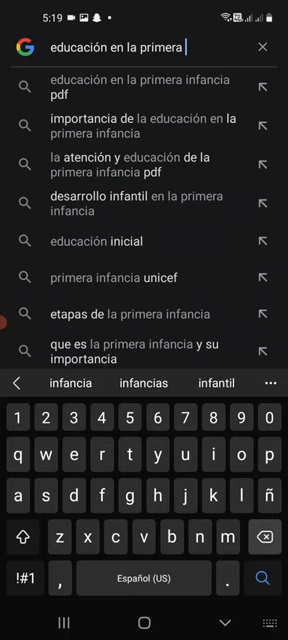 5:19
educación en la primera
educación en la primera infancia
pdf
importancia de la educación en la
primera infancia
la atención y educación de la
primera infancia pdf
desarrollo infantil en la primera
infancia
educación inicial
primera infancia unicef
etapas de la primera infancia
que es la primera infancia y su
importancia
infancia infancias infantil
1 2 3 4 5 6 7 8 9 0
q w e r t y u i o p
a s d f g h j k l ñ
z x c v b n m
!#1 , Español (US) .